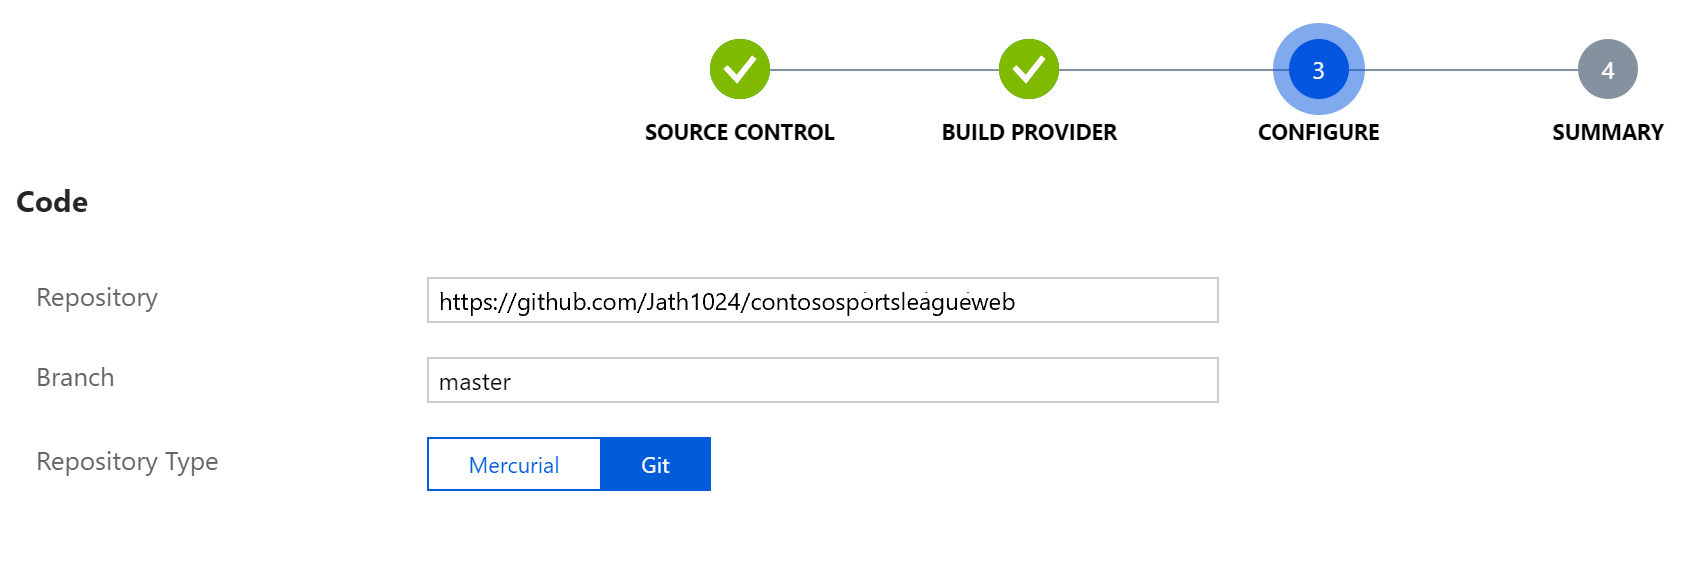 3
4
SOURCE CONTROL
BUILD PROVIDER
CONFIGURE
SUMMARY
Code
Repository
https://github.com/Jath1024/contososportsleagueweb
Branch
master
Repository Type
Mercurial
Git